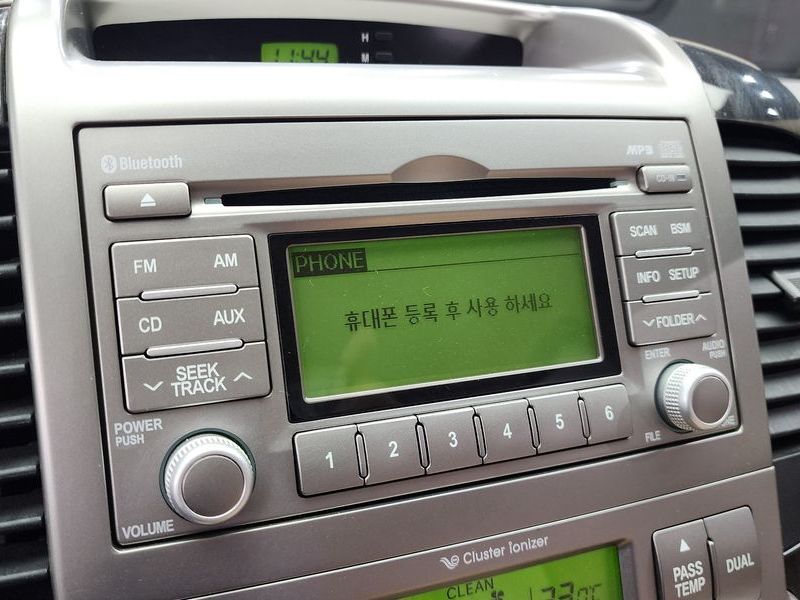 11:44
H
M
Bluetooth
MP3
CD-IN
FM AM
CD AUX
SEEK
TRACK
POWER
PUSH
VOLUME
PHONE
휴대폰 등록 후 사용 하세요
1 2 3 4 5 6
SCAN BSM
INFO SETUP
FOLDER
ENTER
AUDIO
PUSH
FILE
Cluster ionizer
CLEAN
PASS
TEMP
DUAL